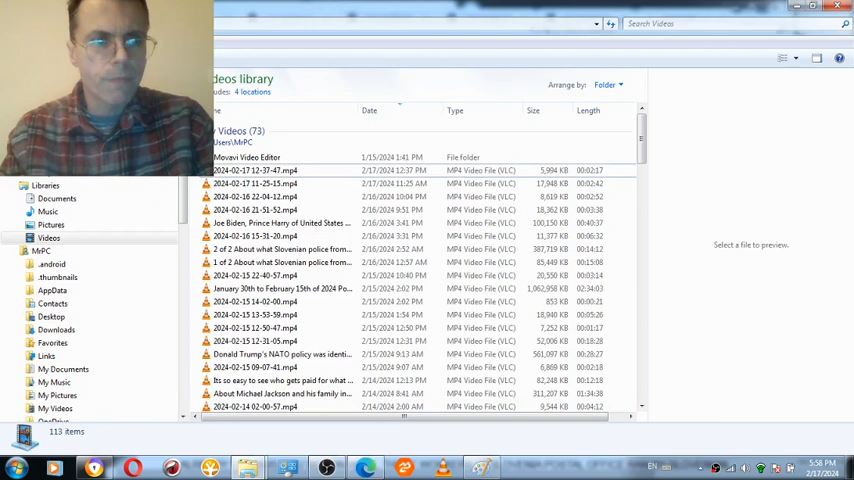 Search Videos
deos library
udes: 4 locations
Arrange by: Folder
me Date Type Size Length
y Videos (73)
\Users\MrPC
Movavi Video Editor 1/15/2024 1:41 PM File folder
2024-02-17 12-37-47.mp4 2/17/2024 12:37 PM MP4 Video File (VLC) 5,994 KB 00:02:17
2024-02-17 11-25-15.mp4 2/17/2024 11:25 AM MP4 Video File (VLC) 17,948 KB 00:02:42
2024-02-16 22-04-12.mp4 2/16/2024 10:04 PM MP4 Video File (VLC) 8,619 KB 00:02:52
2024-02-16 21-51-52.mp4 2/16/2024 9:51 PM MP4 Video File (VLC) 18,362 KB 00:03:38
Joe Biden, Prince Harry of United States ... 2/16/2024 3:41 PM MP4 Video File (VLC) 100,150 KB 00:40:37
2024-02-16 15-31-20.mp4 2/16/2024 3:31 PM MP4 Video File (VLC) 11,377 KB 00:06:32
2 of 2 About what Slovenian police from... 2/16/2024 2:52 AM MP4 Video File (VLC) 387,719 KB 00:14:12
1 of 2 About what Slovenian police from... 2/16/2024 12:57 AM MP4 Video File (VLC) 85,449 KB 00:15:08
2024-02-15 22-40-57.mp4 2/15/2024 10:40 PM MP4 Video File (VLC) 20,550 KB 00:03:14
January 30th to February 15th of 2024 Po... 2/15/2024 2:02 PM MP4 Video File (VLC) 1,062,958 KB 02:34:03
2024-02-15 14-02-00.mp4 2/15/2024 2:02 PM MP4 Video File (VLC) 853 KB 00:00:21
2024-02-15 13-53-59.mp4 2/15/2024 1:54 PM MP4 Video File (VLC) 18,940 KB 00:05:26
2024-02-15 12-50-47.mp4 2/15/2024 12:50 PM MP4 Video File (VLC) 7,252 KB 00:01:17
2024-02-15 12-31-05.mp4 2/15/2024 12:31 PM MP4 Video File (VLC) 52,006 KB 00:18:28
Donald Trump's NATO policy was identi... 2/15/2024 9:13 AM MP4 Video File (VLC) 561,097 KB 00:28:27
2024-02-15 09-07-41.mp4 2/15/2024 9:07 AM MP4 Video File (VLC) 6,869 KB 00:02:18
Its so easy to see who gets paid for what ... 2/14/2024 12:13 PM MP4 Video File (VLC) 82,248 KB 00:12:18
About Michael Jackson and his family in... 2/14/2024 8:41 AM MP4 Video File (VLC) 311,207 KB 01:34:38
2024-02-14 02-00-57.mp4 2/14/2024 2:00 AM MP4 Video File (VLC) 9,544 KB 00:04:12
Select a file to preview.
Libraries
Documents
Music
Pictures
Videos
MrPC
.android
.thumbnails
AppData
Contacts
Desktop
Downloads
Favorites
Links
My Documents
My Music
My Pictures
My Videos
OneDrive
113 items
EN
5:58 PM
2/17/2024